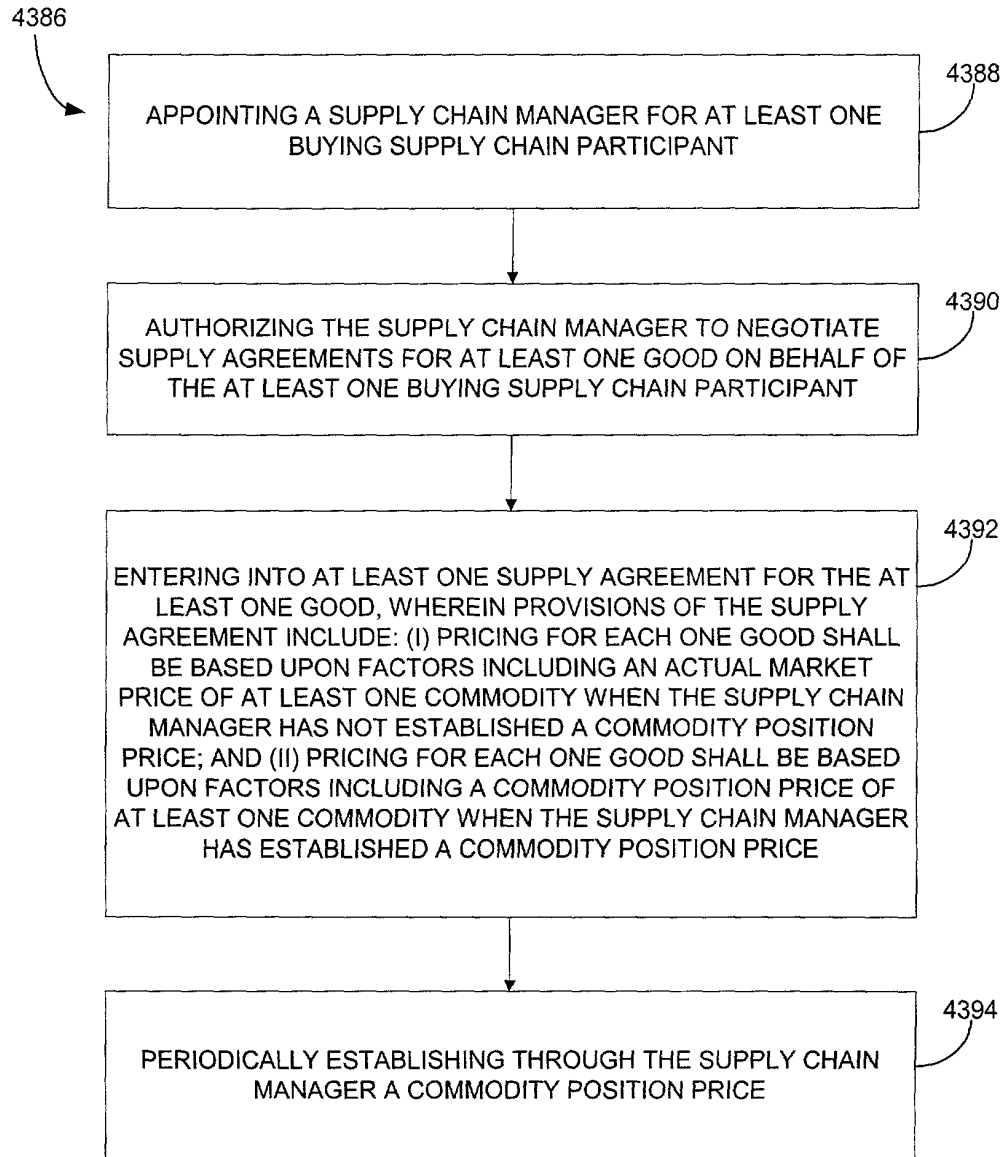 4386
4388
APPOINTING A SUPPLY CHAIN MANAGER FOR AT LEAST ONE
BUYING SUPPLY CHAIN PARTICIPANT
4390
AUTHORIZING THE SUPPLY CHAIN MANAGER TO NEGOTIATE
SUPPLY AGREEMENTS FOR AT LEAST ONE GOOD ON BEHALF OF
THE AT LEAST ONE BUYING SUPPLY CHAIN PARTICIPANT
4392
ENTERING INTO AT LEAST ONE SUPPLY AGREEMENT FOR THE AT
LEAST ONE GOOD, WHEREIN PROVISIONS OF THE SUPPLY
AGREEMENT INCLUDE: (I) PRICING FOR EACH ONE GOOD SHALL
BE BASED UPON FACTORS INCLUDING AN ACTUAL MARKET
PRICE OF AT LEAST ONE COMMODITY WHEN THE SUPPLY CHAIN
MANAGER HAS NOT ESTABLISHED A COMMODITY POSITION
PRICE; AND (II) PRICING FOR EACH ONE GOOD SHALL BE BASED
UPON FACTORS INCLUDING A COMMODITY POSITION PRICE OF
AT LEAST ONE COMMODITY WHEN THE SUPPLY CHAIN MANAGER
HAS ESTABLISHED A COMMODITY POSITION PRICE
4394
PERIODICALLY ESTABLISHING THROUGH THE SUPPLY CHAIN
MANAGER A COMMODITY POSITION PRICE